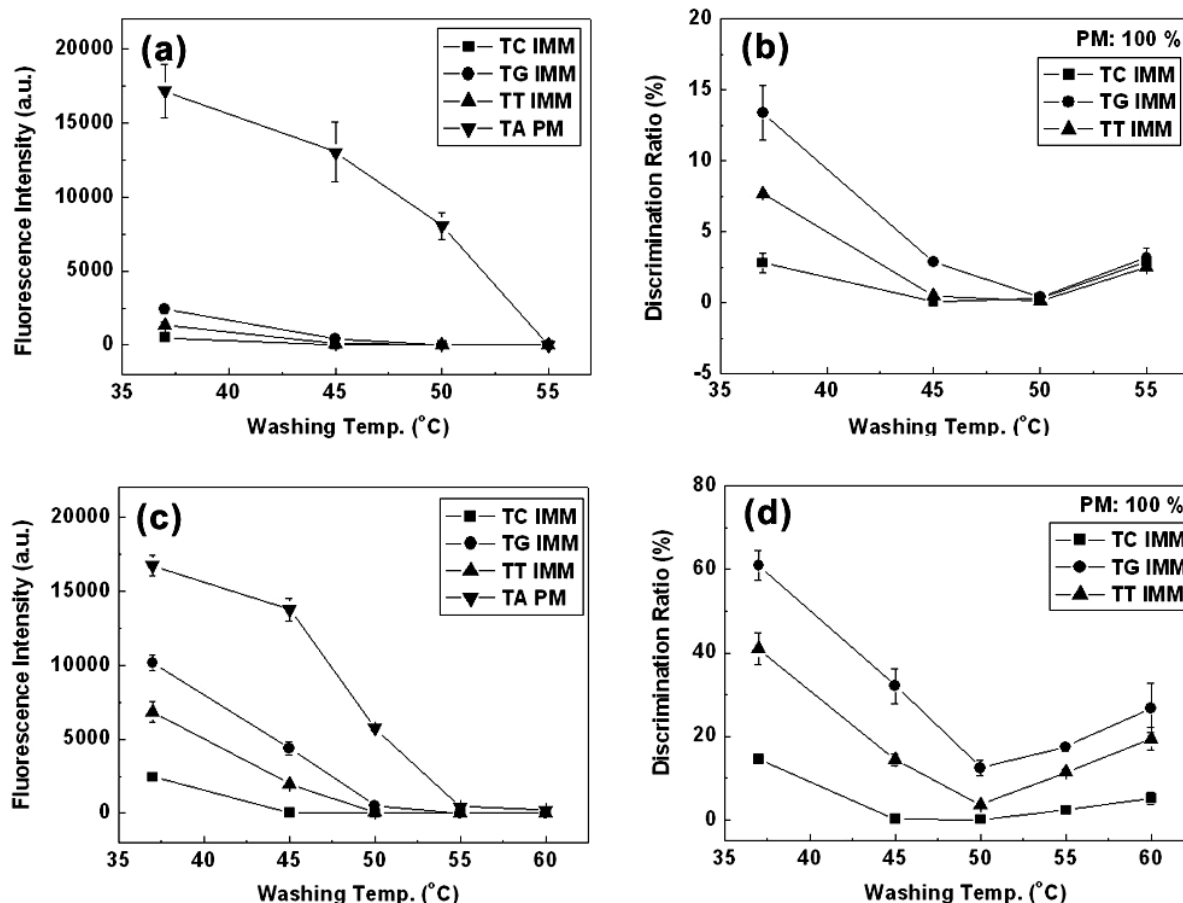 (a)
TC IMM
TG IMM
TT IMM
TA PM
20000
15000
10000
5000
0
35 40 45 50 55
Fluorescence Intensity (a.u.)
Washing Temp. (°C)
(b)
PM: 100 %
TC IMM
TG IMM
TT IMM
20
15
10
5
0
-5
35 40 45 50 55
Discrimination Ratio (%)
Washing Temp. (°C)
(c)
TC IMM
TG IMM
TT IMM
TA PM
20000
15000
10000
5000
0
35 40 45 50 55 60
Fluorescence Intensity (a.u.)
Washing Temp. (°C)
(d)
PM: 100 %
TC IMM
TG IMM
TT IMM
80
60
40
20
0
35 40 45 50 55 60
Discrimination Ratio (%)
Washing Temp. (°C)